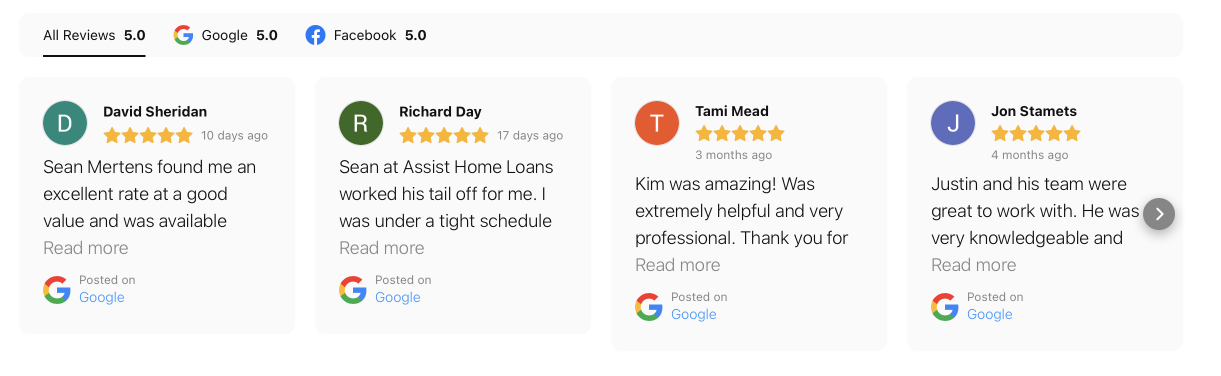 All Reviews 5.0 Google 5.0 Facebook 5.0
D
David Sheridan
10 days ago
Sean Mertens found me an
excellent rate at a good
value and was available
Read more
Posted on
Google
R
Richard Day
17 days ago
Sean at Assist Home Loans
worked his tail off for me. I
was under a tight schedule
Read more
Posted on
Google
T
Tami Mead
3 months ago
Kim was amazing! Was
extremely helpful and very
professional. Thank you for
Read more
Posted on
Google
J
Jon Stamets
4 months ago
Justin and his team were
great to work with. He was
very knowledgeable and
Read more
Posted on
Google